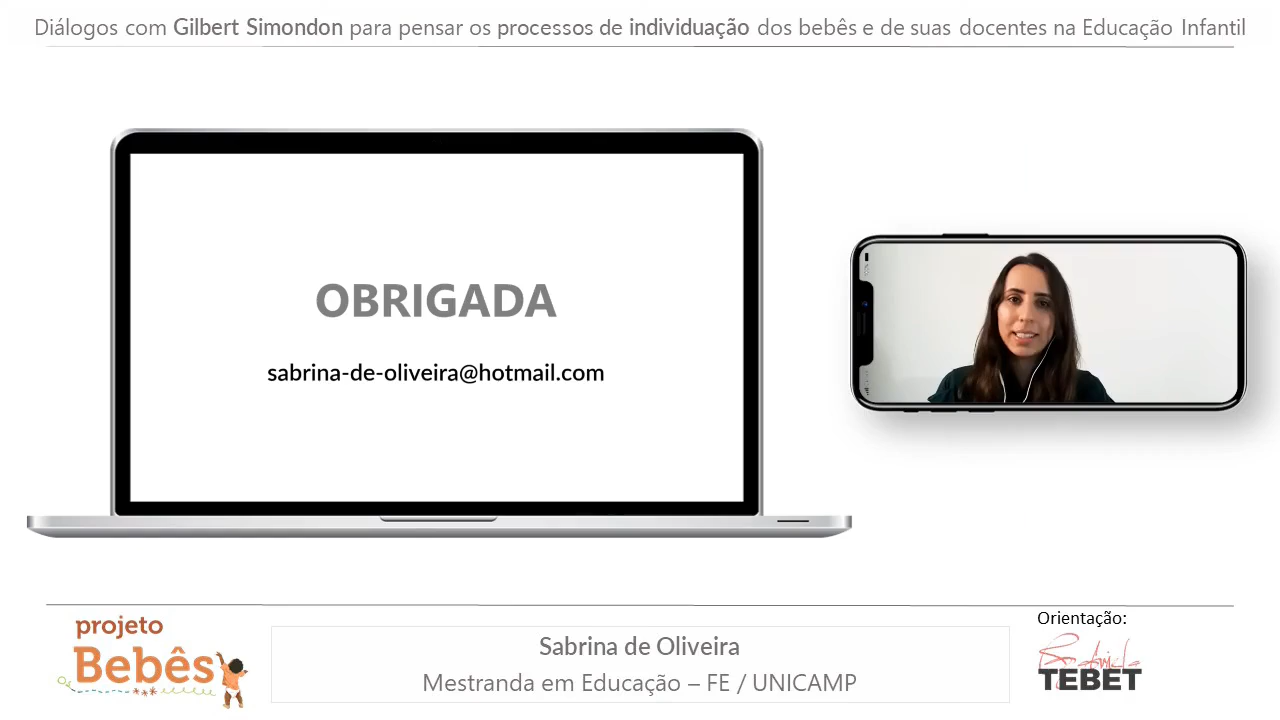 Diálogos com Gilbert Simondon para pensar os processos de individuação dos bebês e de suas docentes na Educação Infantil
OBRIGADA
sabrina-de-oliveira@hotmail.com
projeto
Bebês
Sabrina de Oliveira
Mestranda em Educação – FE / UNICAMP
Orientação:
TEBET